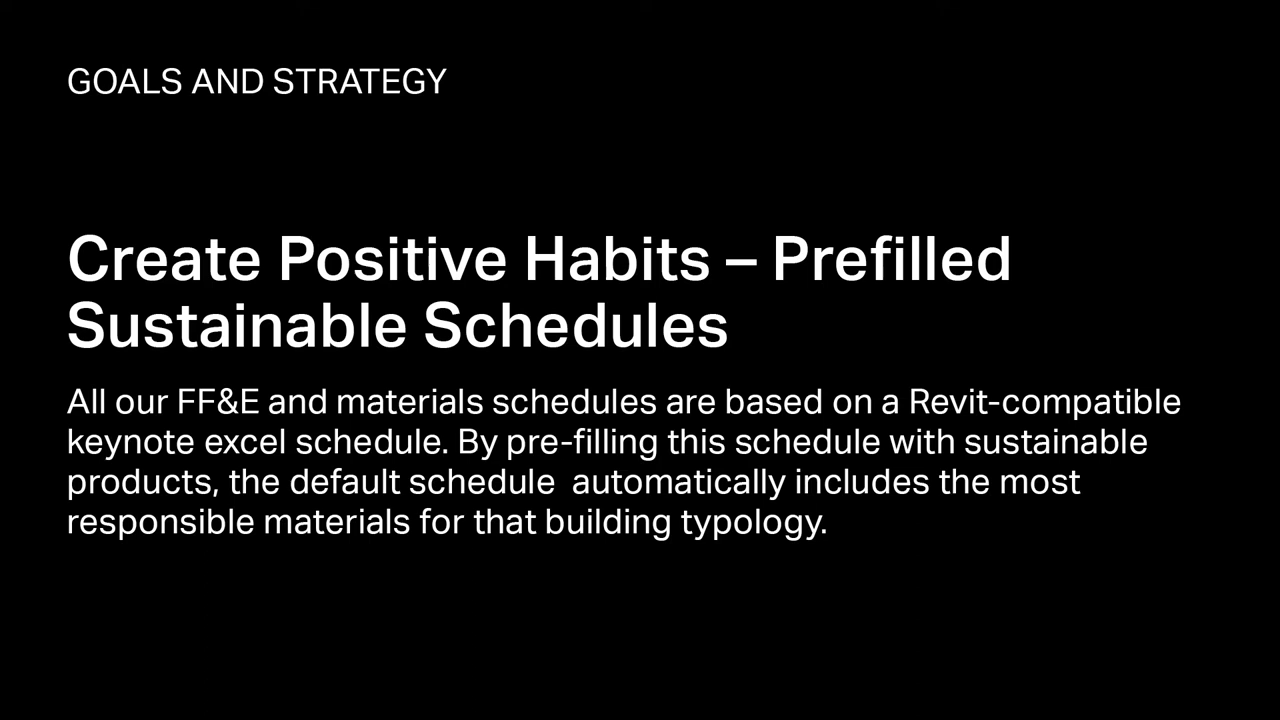 GOALS AND STRATEGY
Create Positive Habits – Prefilled
Sustainable Schedules
All our FF&E and materials schedules are based on a Revit-compatible
keynote excel schedule. By pre-filling this schedule with sustainable
products, the default schedule  automatically includes the most
responsible materials for that building typology.